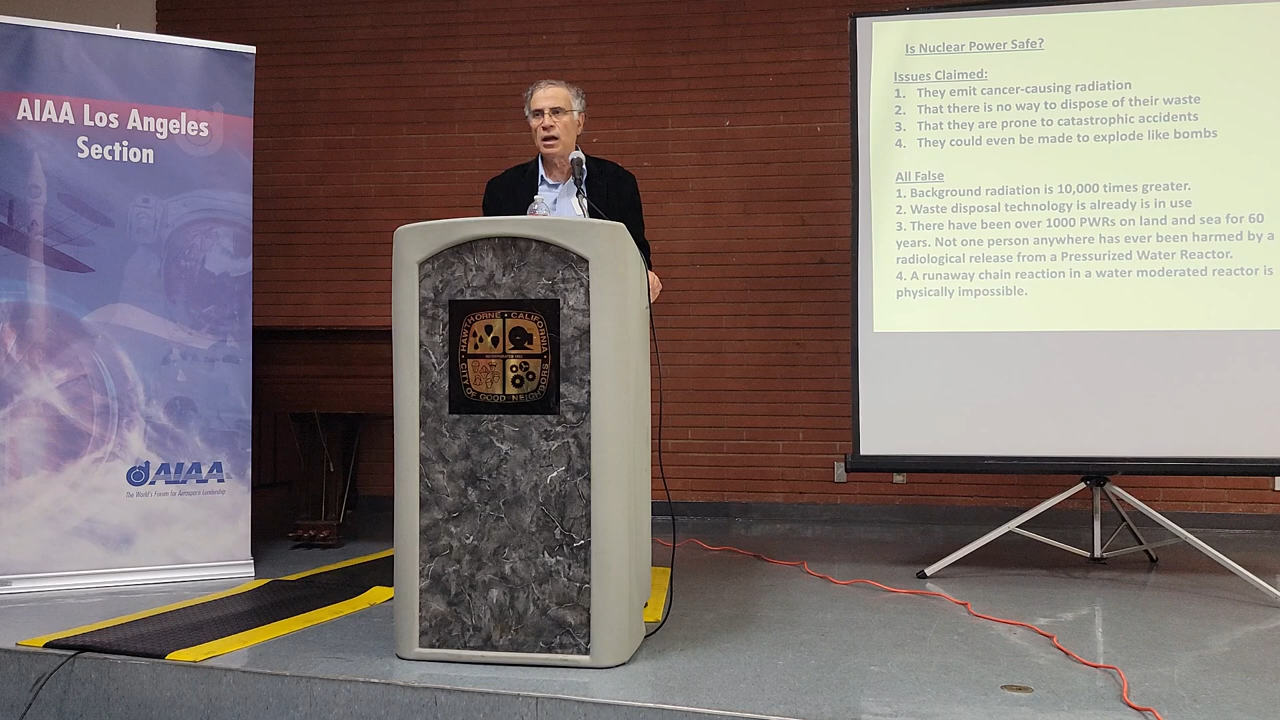 AIAA Los Angeles
Section
AIAA
The World's Forum for Aerospace Leadership
HAWTHORNE • CALIFORNIA
INCORPORATED 1922
CITY OF GOOD NEIGHBORS
Is Nuclear Power Safe?
Issues Claimed:
1. They emit cancer-causing radiation
2. That there is no way to dispose of their waste
3. That they are prone to catastrophic accidents
4. They could even be made to explode like bombs
All False
1. Background radiation is 10,000 times greater.
2. Waste disposal technology is already is in use
3. There have been over 1000 PWRs on land and sea for 60
years. Not one person anywhere has ever been harmed by a
radiological release from a Pressurized Water Reactor.
4. A runaway chain reaction in a water moderated reactor is
physically impossible.